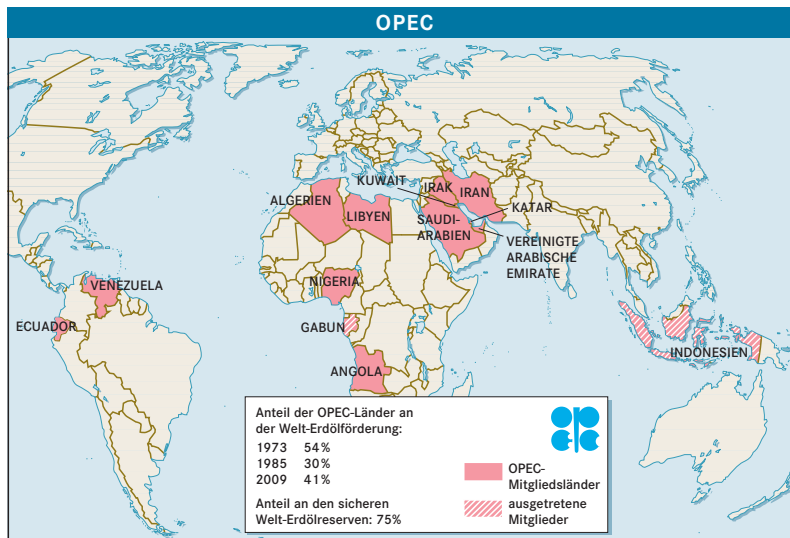 OPEC
KUWAIT
IRAK
IRAN
ALGERIEN
KATAR
LIBYEN
SAUDI-
ARABIEN
VEREINIGTE
ARABISCHE
EMIRATE
VENEZUELA
NIGERIA
ECUADOR
GABUN
INDONESIEN
ANGOLA
Anteil der OPEC-Länder an
der Welt-Erdölförderung:
1973 54%
1985 30%
2009 41%
Anteil an den sicheren
Welt-Erdölreserven: 75%
OPEC-
Mitgliedsländer
ausgetretene
Mitglieder